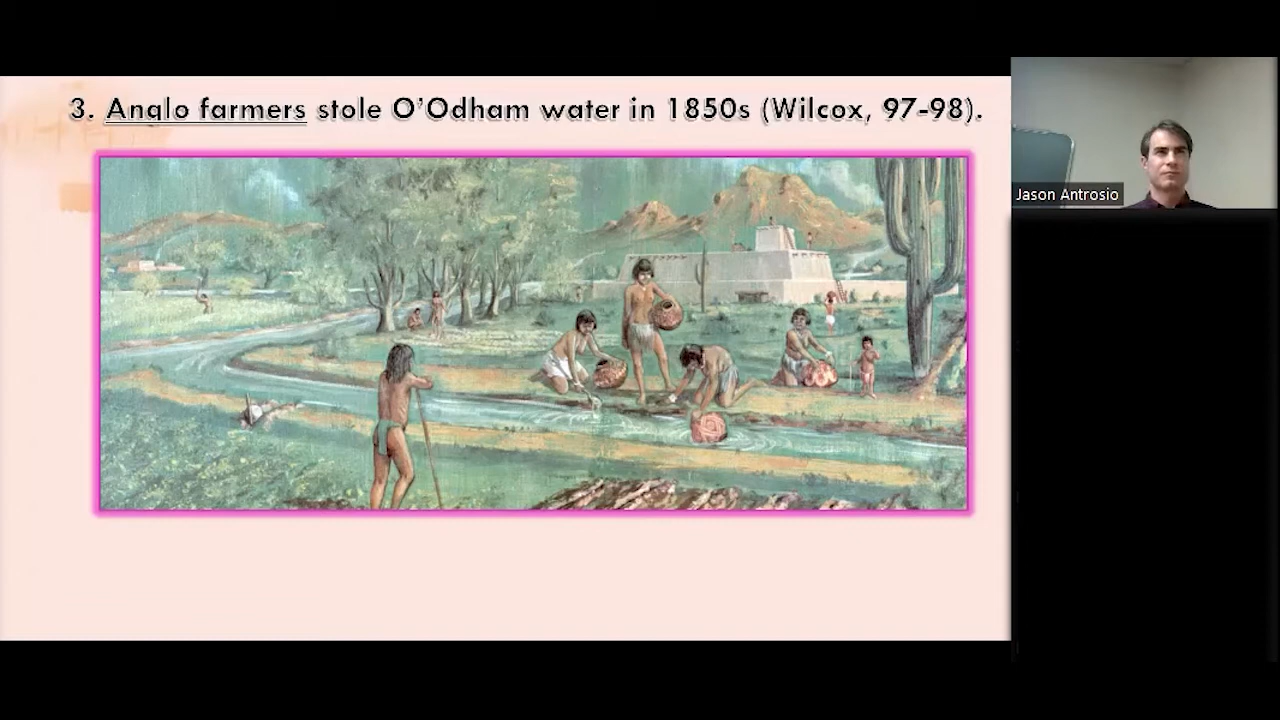 3. Anglo farmers stole O'Odham water in 1850s (Wilcox, 97-98).
Jason Antrosio